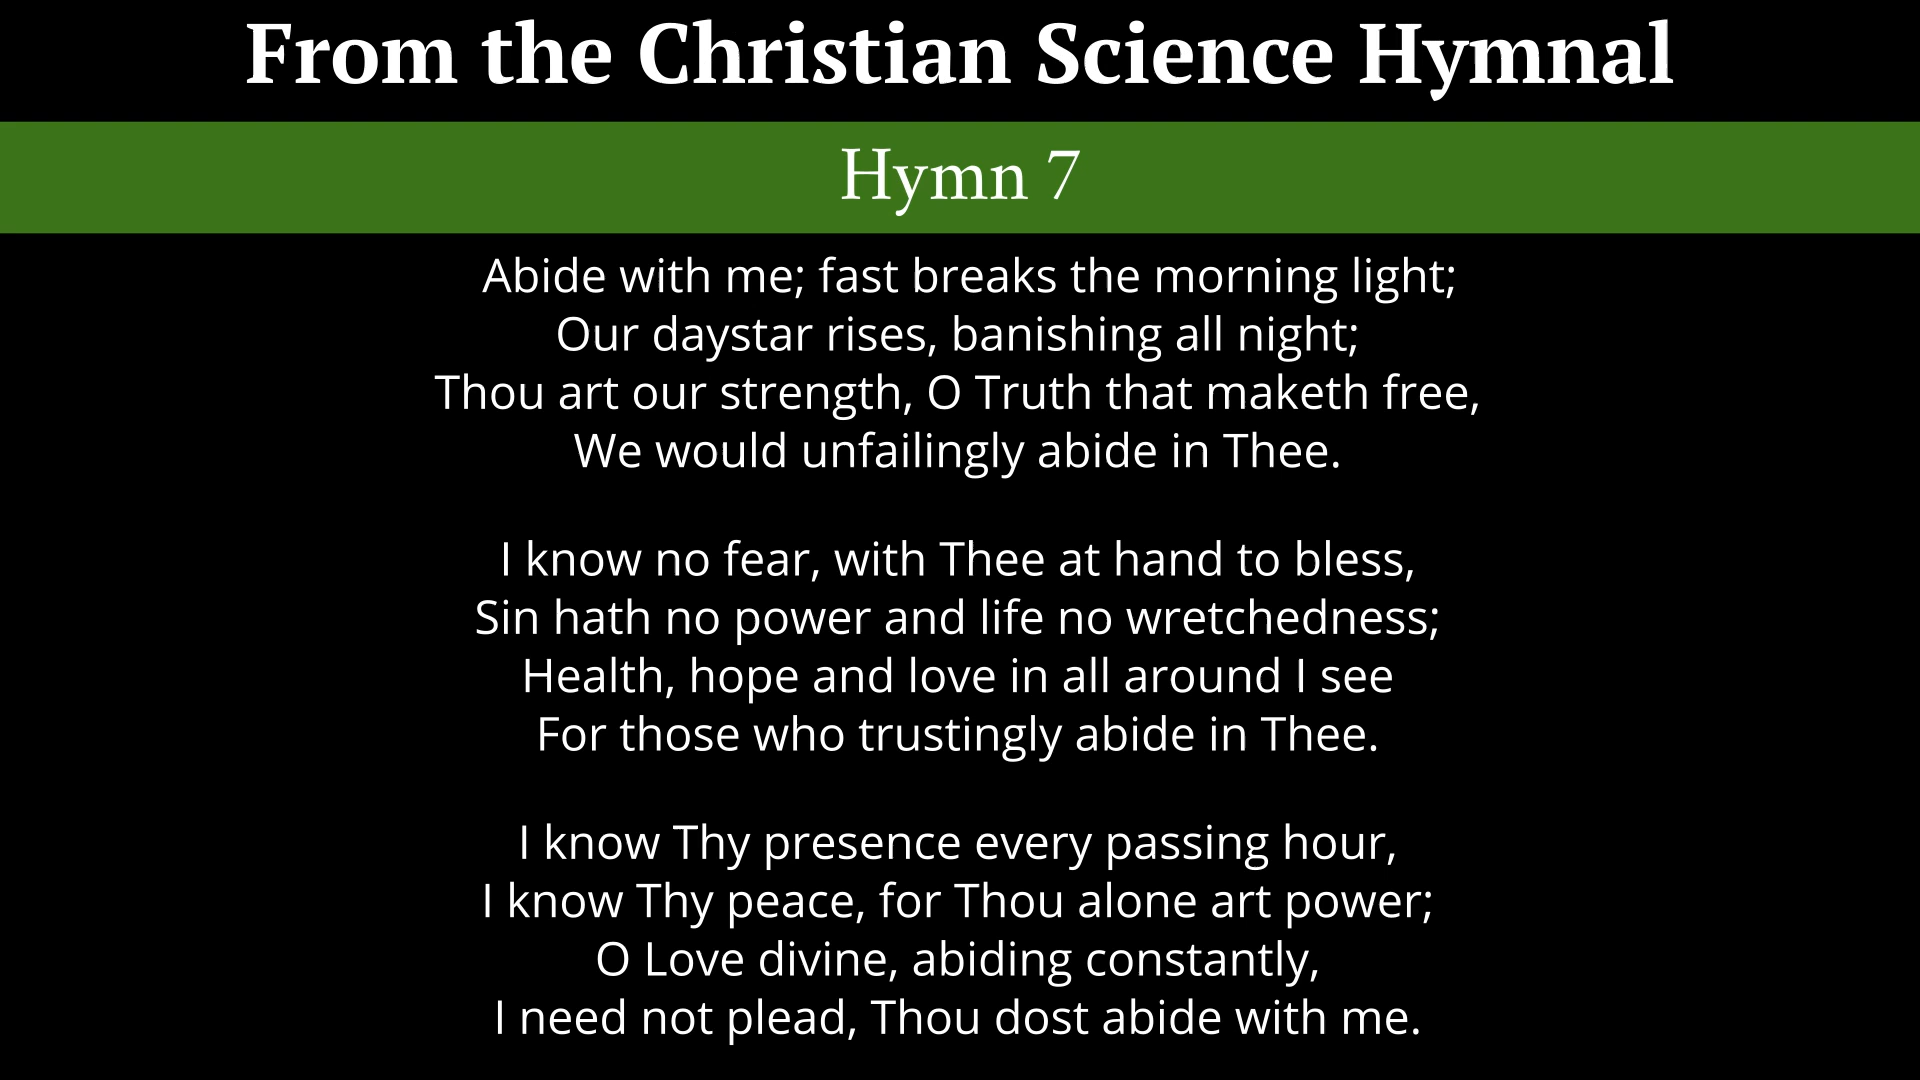 From the Christian Science Hymnal
Hymn 7
Abide with me; fast breaks the morning light;
Our daystar rises, banishing all night;
Thou art our strength, O Truth that maketh free,
We would unfailingly abide in Thee.
I know no fear, with Thee at hand to bless,
Sin hath no power and life no wretchedness;
Health, hope and love in all around I see
For those who trustingly abide in Thee.
I know Thy presence every passing hour,
I know Thy peace, for Thou alone art power;
O Love divine, abiding constantly,
I need not plead, Thou dost abide with me.